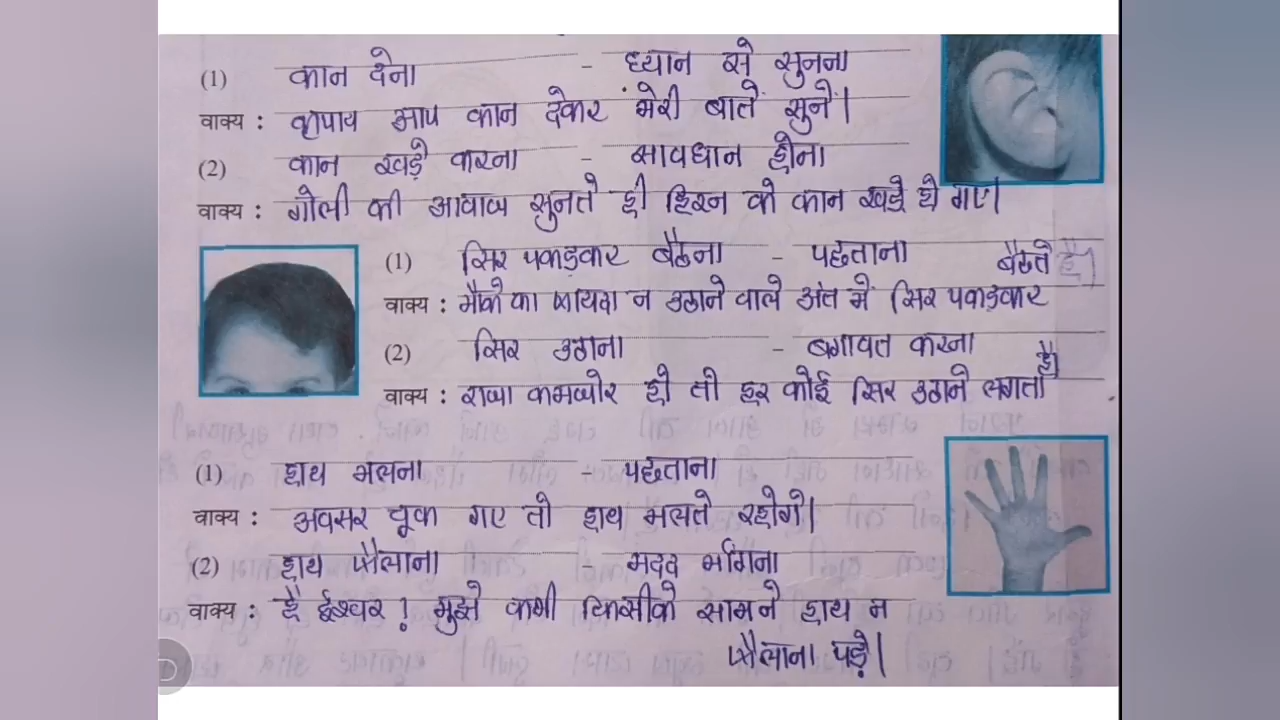 (1) कान देना - ध्यान से सुनना
वाक्य : कृपाय आप कान देकर मेरी बातें सुनें।
(2) कान खड़े करना - सावधान होना
वाक्य : गोली की आवाज सुनते ही हिरन के कान खड़े हो गए।
(1) सिर पकड़कर बैठना - पछताना
बैठते है।
वाक्य : मौके का फायदा न उठाने वाले अंत में सिर पकड़कर
(2) सिर उठाना - बगावत करना
है।
वाक्य : राजा कमजोर हो तो हर कोई सिर उठाने लगता
(1) हाथ मलना - पछताना
वाक्य : अवसर चूक गए तो हाथ मलते रहोगे।
(2) हाथ फैलाना - मदद माँगना
वाक्य : हे ईश्वर ? मुझे कभी किसीके सामने हाथ न
फैलाना पड़े।
D